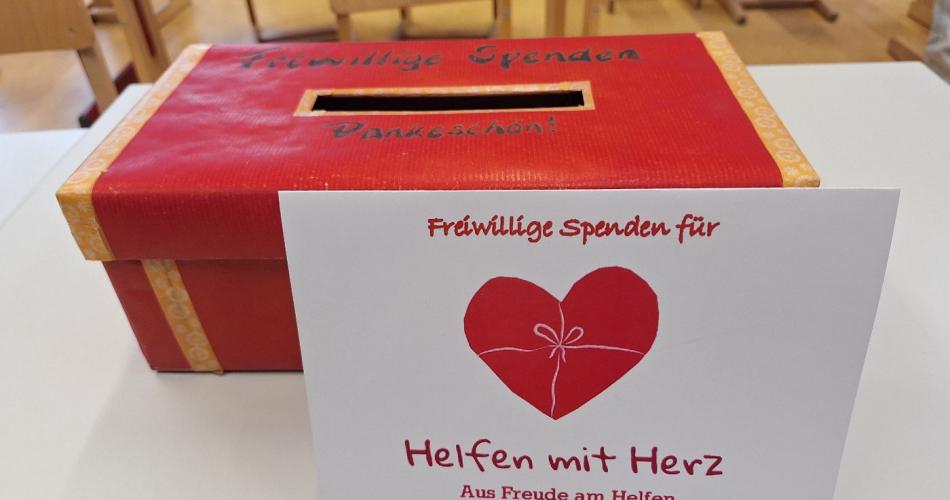 Freiwillige Spenden
Dankeschön!
Freiwillige Spenden für
Helfen mit Herz
Aus Freude am Helfen